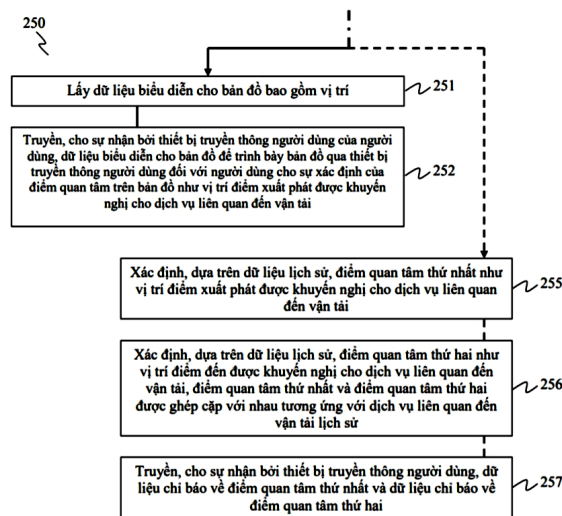 250
Lấy dữ liệu biểu diễn cho bản đồ bao gồm vị trí
251
Truyền, cho sự nhận bởi thiết bị truyền thông người dùng của người
dùng, dữ liệu biểu diễn cho bản đồ để trình bày bản đồ qua thiết bị
truyền thông người dùng đối với người dùng cho sự xác định của
điểm quan tâm trên bản đồ như vị trí điểm xuất phát được khuyến
nghị cho dịch vụ liên quan đến vận tải
252
Xác định, dựa trên dữ liệu lịch sử, điểm quan tâm thứ nhất như
vị trí điểm xuất phát được khuyến nghị cho dịch vụ liên quan
đến vận tải
255
Xác định, dựa trên dữ liệu lịch sử, điểm quan tâm thứ hai như
vị trí điểm đến được khuyến nghị cho dịch vụ liên quan đến
vận tải, điểm quan tâm thứ nhất và điểm quan tâm thứ hai
được ghép cặp với nhau tương ứng với dịch vụ liên quan đến
vận tải lịch sử
256
Truyền, cho sự nhận bởi thiết bị truyền thông người dùng, dữ
liệu chỉ báo về điểm quan tâm thứ nhất và dữ liệu chỉ báo về
điểm quan tâm thứ hai
257